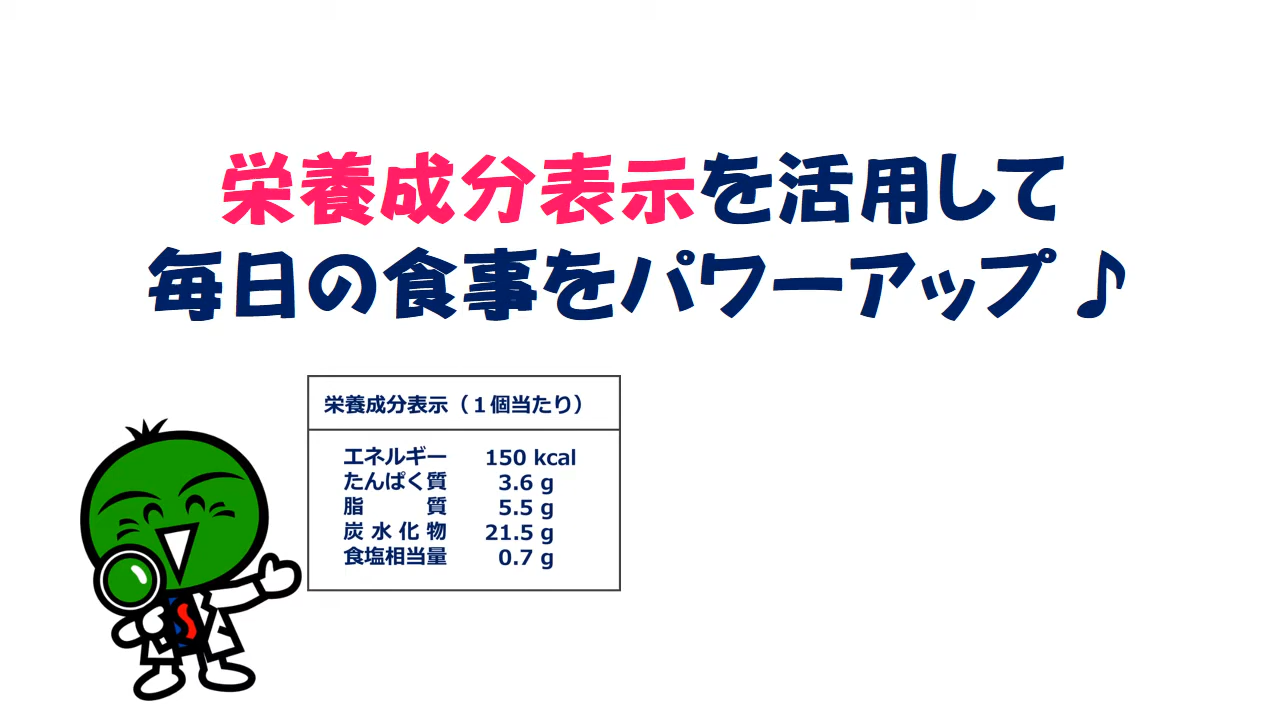 栄養成分表示を活用して
毎日の食事をパワーアップ♪
栄養成分表示（１個当たり）
エネルギー 150 kcal
たんぱく質 3.6 g
脂質 5.5 g
炭水化物 21.5 g
食塩相当量 0.7 g